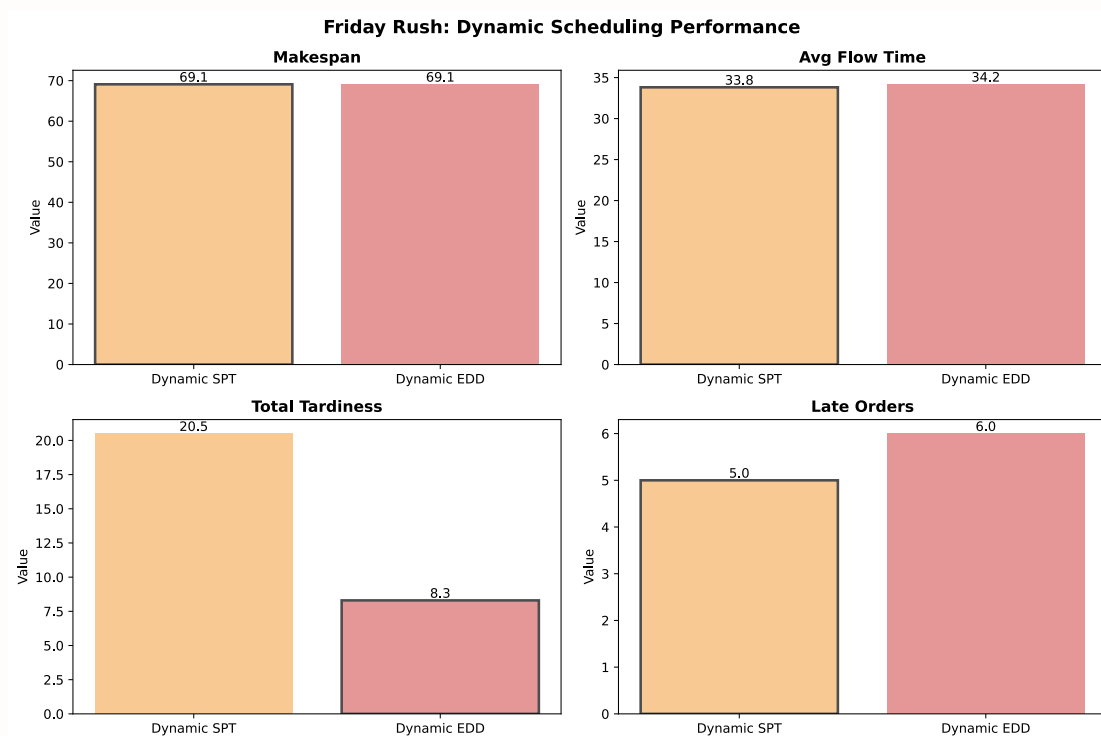 Friday Rush: Dynamic Scheduling Performance
Makespan
69.1
69.1
Value
70
60
50
40
30
20
10
0
Dynamic SPT
Dynamic EDD
Avg Flow Time
33.8
34.2
Value
35
30
25
20
15
10
5
0
Dynamic SPT
Dynamic EDD
Total Tardiness
20.5
8.3
Value
20.0
17.5
15.0
12.5
10.0
7.5
5.0
2.5
0.0
Dynamic SPT
Dynamic EDD
Late Orders
5.0
6.0
Value
6
5
4
3
2
1
0
Dynamic SPT
Dynamic EDD